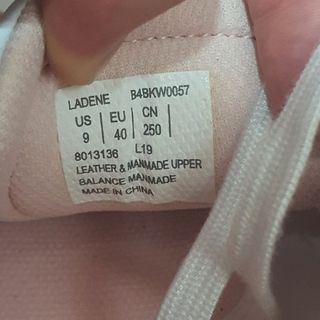 LADENE B4BKW0057
US EU CN
9 40 250
8013136 L19
LEATHER & MANMADE UPPER
BALANCE MANMADE
MADE IN CHINA